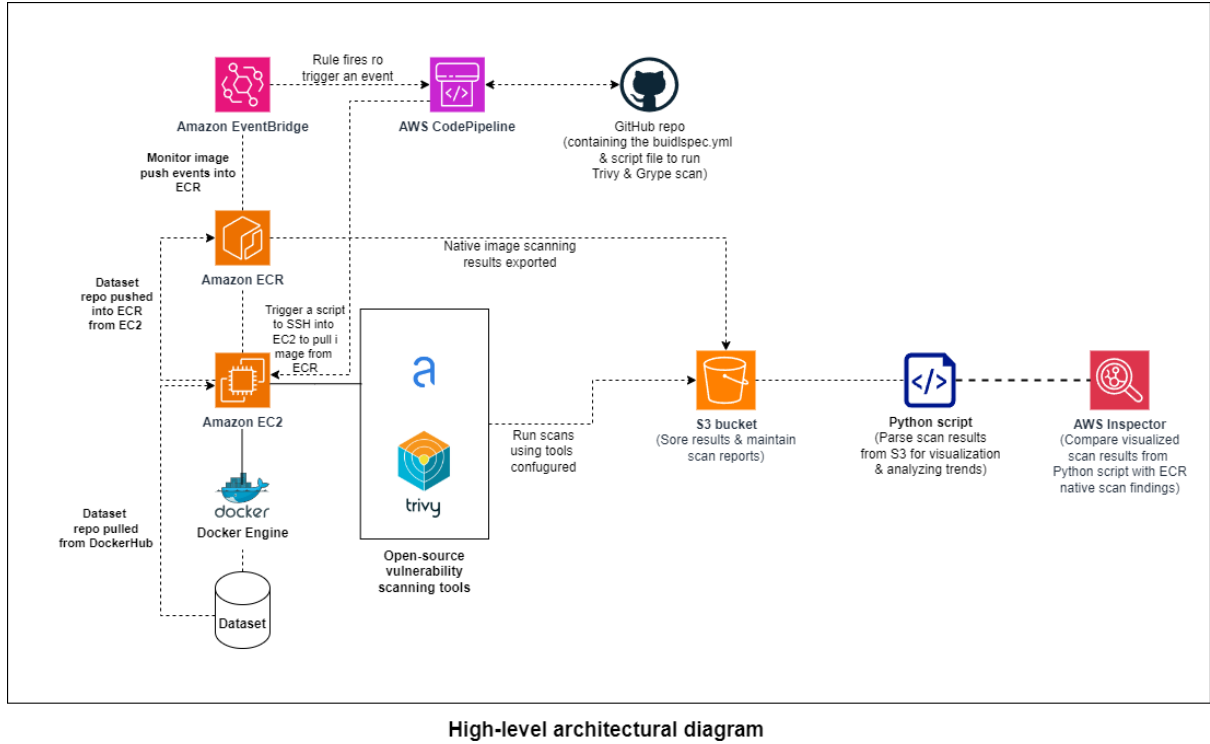 Rule fires ro
trigger an event
Amazon EventBridge
AWS CodePipeline
GitHub repo
(containing the buidlspec.yml
& script file to run
Trivy & Grype scan)
Monitor image
push events into
ECR
Amazon ECR
Native image scanning
results exported
Dataset
repo pushed
into ECR
from EC2
Trigger a script
to SSH into
EC2 to pull i
mage from
ECR
Amazon EC2
a
trivy
Open-source
vulnerability
scanning tools
Run scans
using tools
confugured
S3 bucket
(Sore results & maintain
scan reports)
Python script
(Parse scan results
from S3 for visualization
& analyzing trends)
AWS Inspector
(Compare visualized
scan results from
Python script with ECR
native scan findings)
docker
Docker Engine
Dataset
repo pulled
from DockerHub
Dataset
High-level architectural diagram